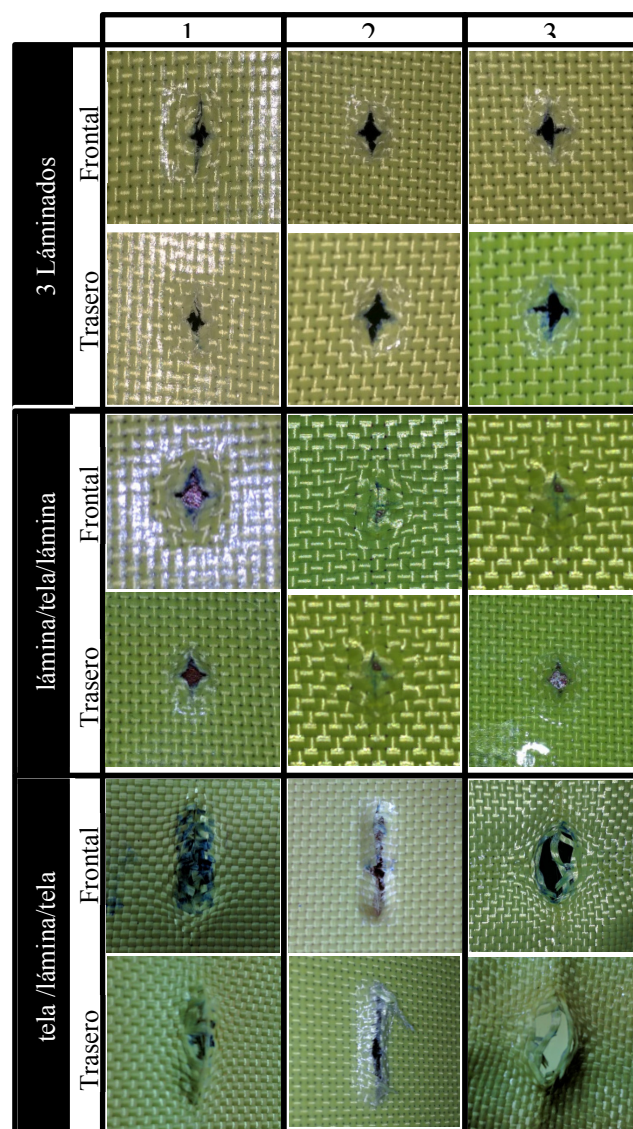 1 2 3
3 Láminados
Frontal
Trasero
lámina/tela/lámina
Frontal
Trasero
tela /lámina/tela
Frontal
Trasero